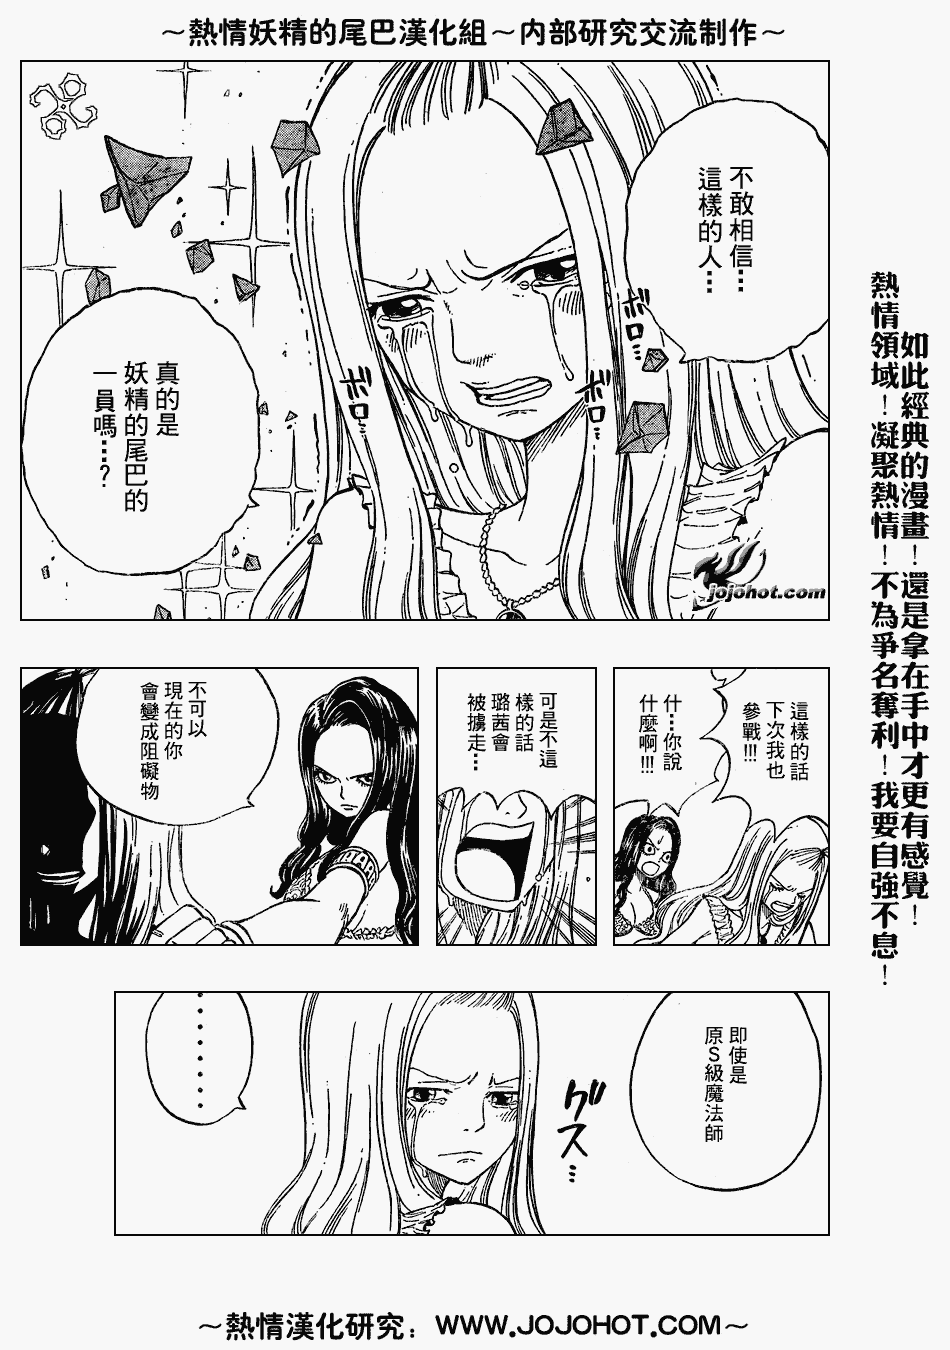 ～熱情妖精的尾巴漢化組～内部研究交流制作～
不敢相信…
這樣的人…
ボロ
ボロ
ボロ
真的是
妖精的尾巴的
一員嗎…?
jojohot.com
如此經典的漫畫！還是拿在手中才更有感覺！
熱情領域！凝聚熱情！不為爭名奪利！我要自強不息！
這樣的話
下次我也
參戰!!!
什…你說
什麼啊!!!
可是不這
樣的話
璐茜會
被擄走…
不可以
現在的你
會變成阻礙物
即使是
原S級魔法師
グス…
………
～熱情漢化研究：WWW.JOJOHOT.COM～